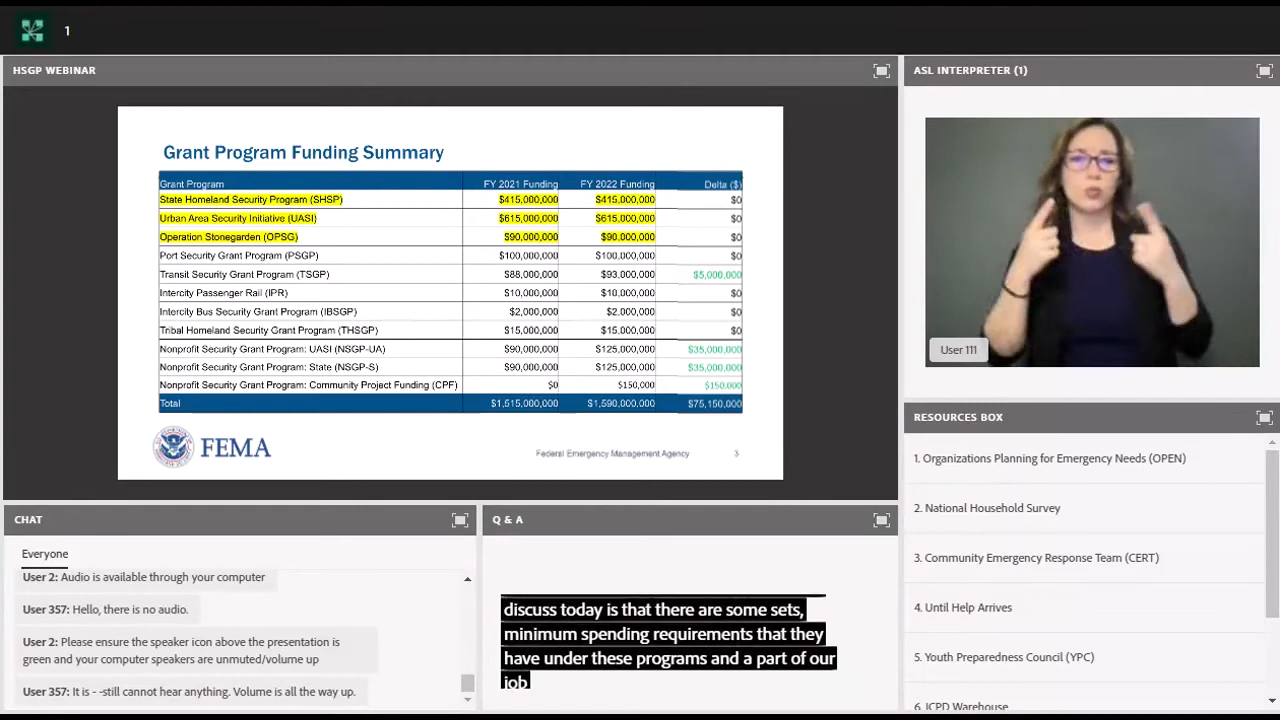 1
HSGP WEBINAR
Grant Program Funding Summary
Grant Program FY 2021 Funding FY 2022 Funding Delta ($)
State Homeland Security Program (SHSP) $415,000,000 $415,000,000 $0
Urban Area Security Initiative (UASI) $615,000,000 $615,000,000 $0
Operation Stonegarden (OPSG) $90,000,000 $90,000,000 $0
Port Security Grant Program (PSGP) $100,000,000 $100,000,000 $0
Transit Security Grant Program (TSGP) $88,000,000 $93,000,000 $5,000,000
Intercity Passenger Rail (IPR) $10,000,000 $10,000,000 $0
Intercity Bus Security Grant Program (IBSGP) $2,000,000 $2,000,000 $0
Tribal Homeland Security Grant Program (THSGP) $15,000,000 $15,000,000 $0
Nonprofit Security Grant Program: UASI (NSGP-UA) $90,000,000 $125,000,000 $35,000,000
Nonprofit Security Grant Program: State (NSGP-S) $90,000,000 $125,000,000 $35,000,000
Nonprofit Security Grant Program: Community Project Funding (CPF) $0 $150,000 $150,000
Total $1,515,000,000 $1,590,000,000 $75,150,000
FEMA
Federal Emergency Management Agency 3
ASL INTERPRETER (1)
User 111
RESOURCES BOX
1. Organizations Planning for Emergency Needs (OPEN)
2. National Household Survey
3. Community Emergency Response Team (CERT)
4. Until Help Arrives
5. Youth Preparedness Council (YPC)
6. ICPD Warehouse
CHAT
Everyone
User 2: Audio is available through your computer
User 357: Hello, there is no audio.
User 2: Please ensure the speaker icon above the presentation is
green and your computer speakers are unmuted/volume up
User 357: It is - -still cannot hear anything. Volume is all the way up.
Q & A
discuss today is that there are some sets,
minimum spending requirements that they
have under these programs and a part of our
job